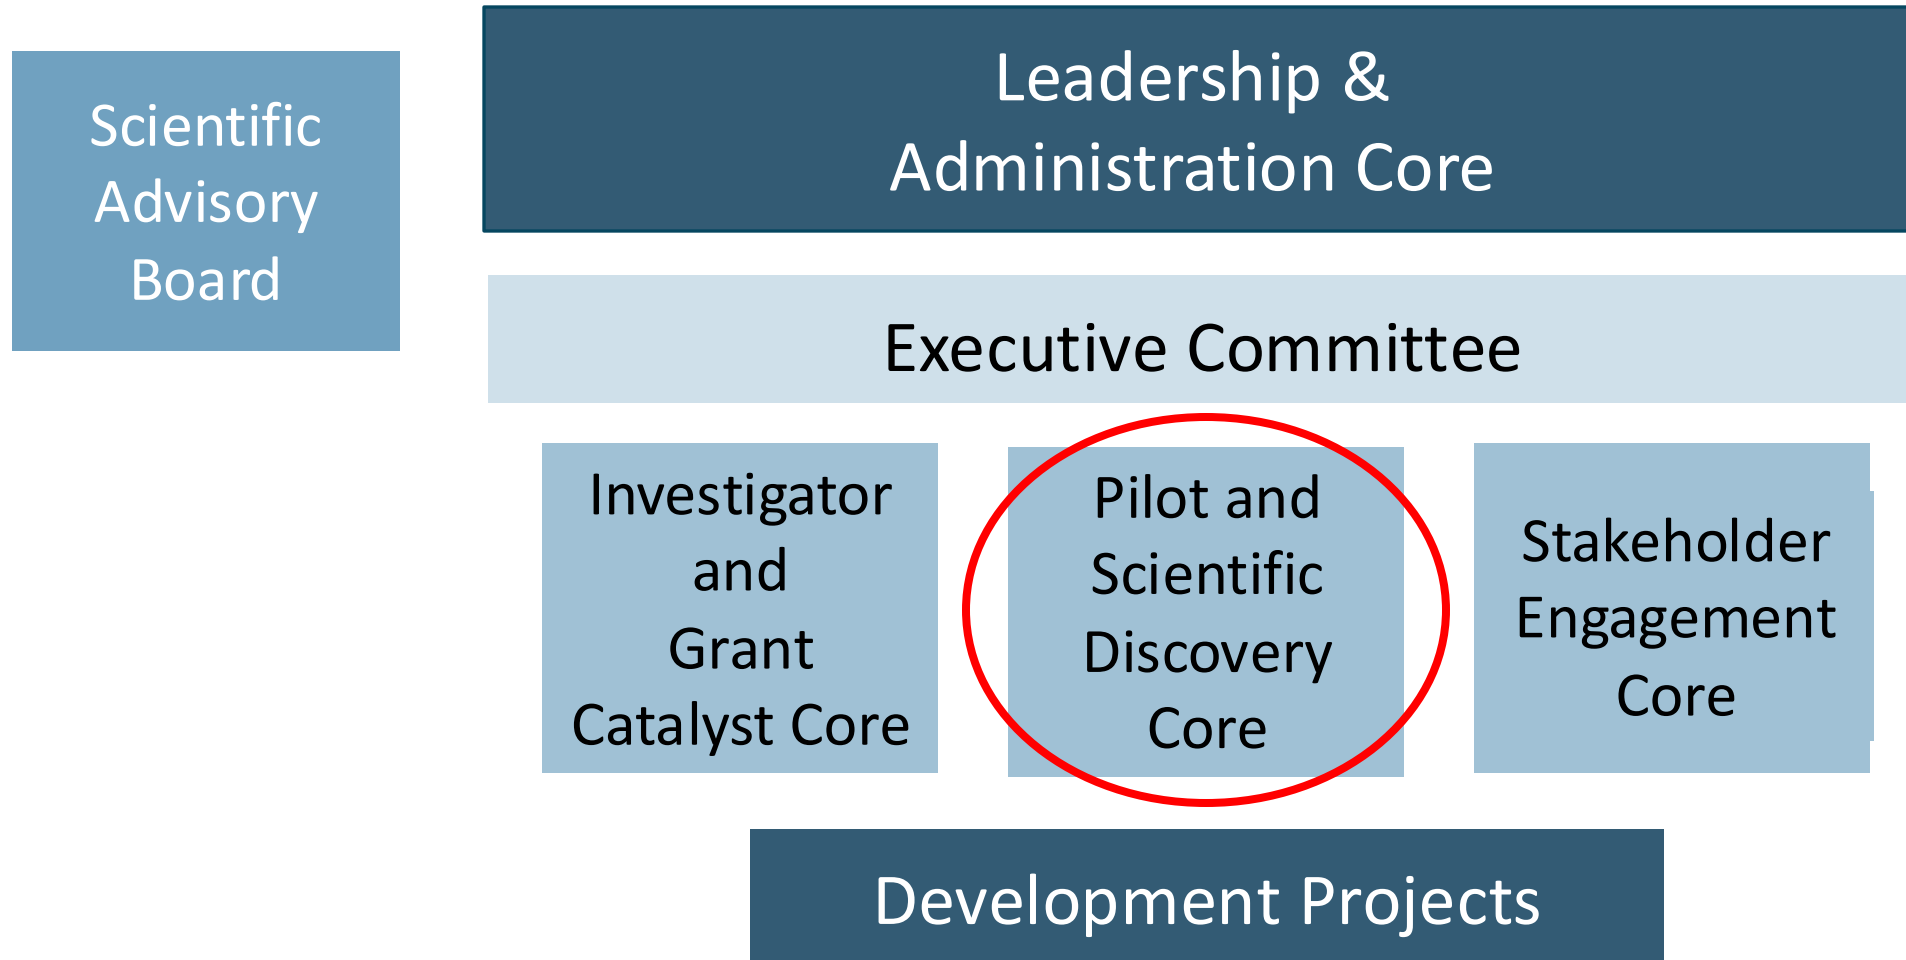 Scientific
Advisory
Board
Leadership &
Administration Core
Executive Committee
Investigator
and
Grant
Catalyst Core
Pilot and
Scientific
Discovery
Core
Stakeholder
Engagement
Core
Development Projects